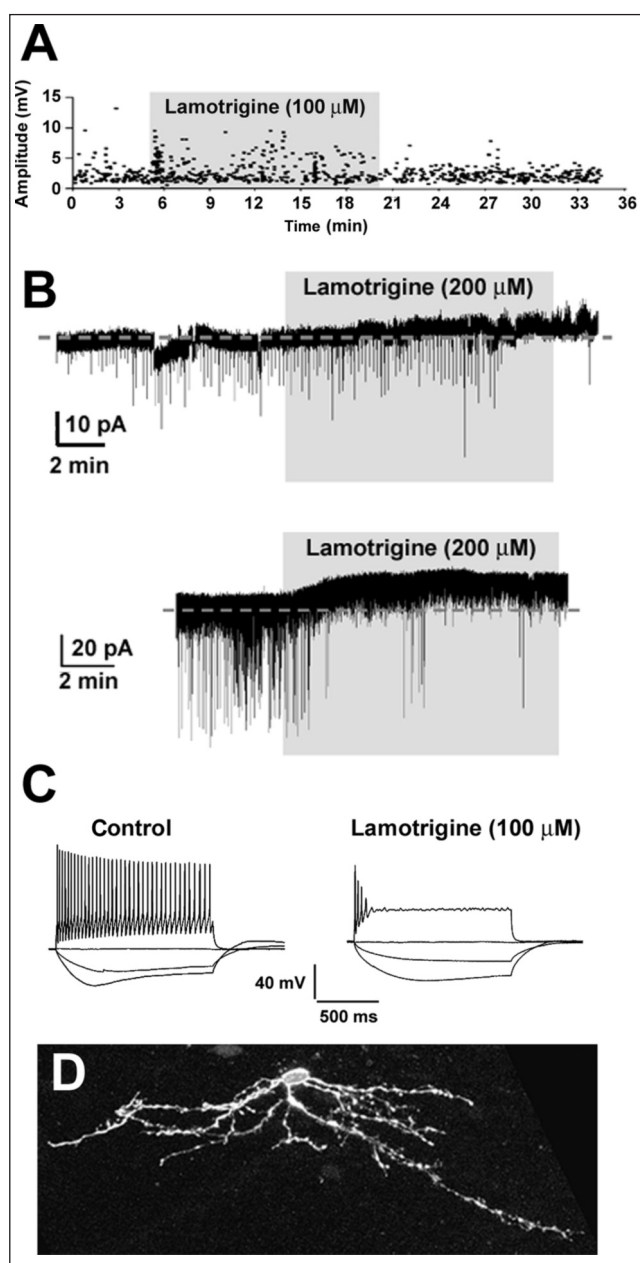 A
Lamotrigine (100 μM)
Amplitude (mV)
15
10
5
0
0 3 6 9 12 15 18 21 24 27 30 33 36
Time (min)
B
Lamotrigine (200 μM)
10 pA
2 min
Lamotrigine (200 μM)
20 pA
2 min
C
Control
Lamotrigine (100 μM)
40 mV
500 ms
D